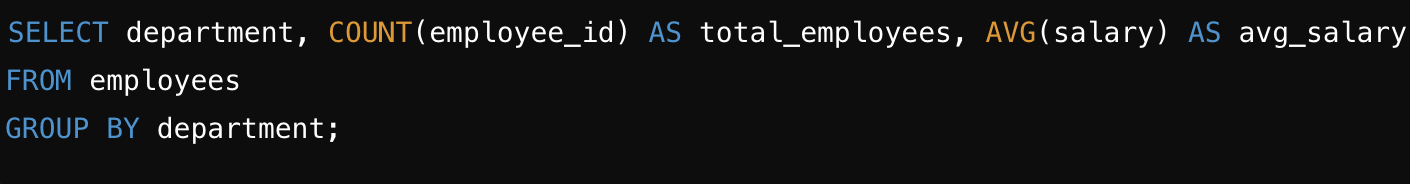 SELECT department, COUNT(employee_id) AS total_employees, AVG(salary) AS avg_salary
FROM employees
GROUP BY department;